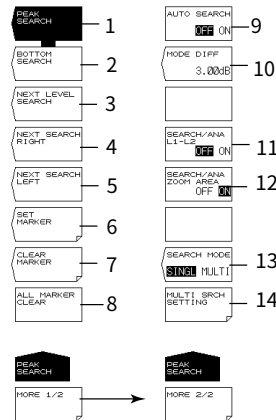 PEAK
SEARCH
1
BOTTOM
SEARCH
2
NEXT LEVEL
SEARCH
3
NEXT SEARCH
RIGHT
4
NEXT SEARCH
LEFT
5
SET
MARKER
6
CLEAR
MARKER
7
ALL MARKER
CLEAR
8
PEAK
SEARCH
MORE 1/2
AUTO SEARCH
OFF ON
9
MODE DIFF
3.00dB
10
SEARCH/ANA
L1-L2
OFF ON
11
SEARCH/ANA
ZOOM AREA
OFF ON
12
SEARCH MODE
SINGL MULTI
13
MULTI SRCH
SETTING
14
PEAK
SEARCH
MORE 2/2